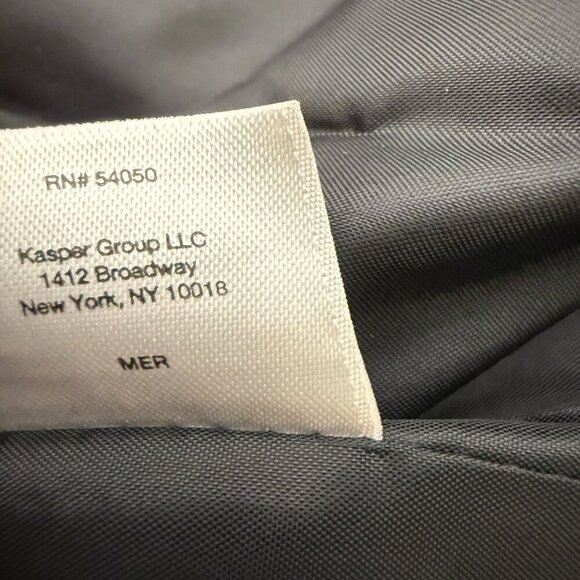 RN# 54050
Kasper Group LLC
1412 Broadway
New York, NY 10018
MER